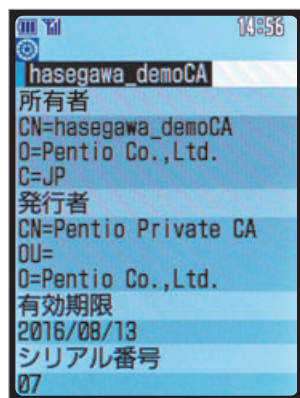 14:56
hasegawa_demoCA
所有者
CN=hasegawa_demoCA
O=Pentio Co.,Ltd.
C=JP
発行者
CN=Pentio Private CA
OU=
O=Pentio Co.,Ltd.
有効期限
2016/08/13
シリアル番号
07